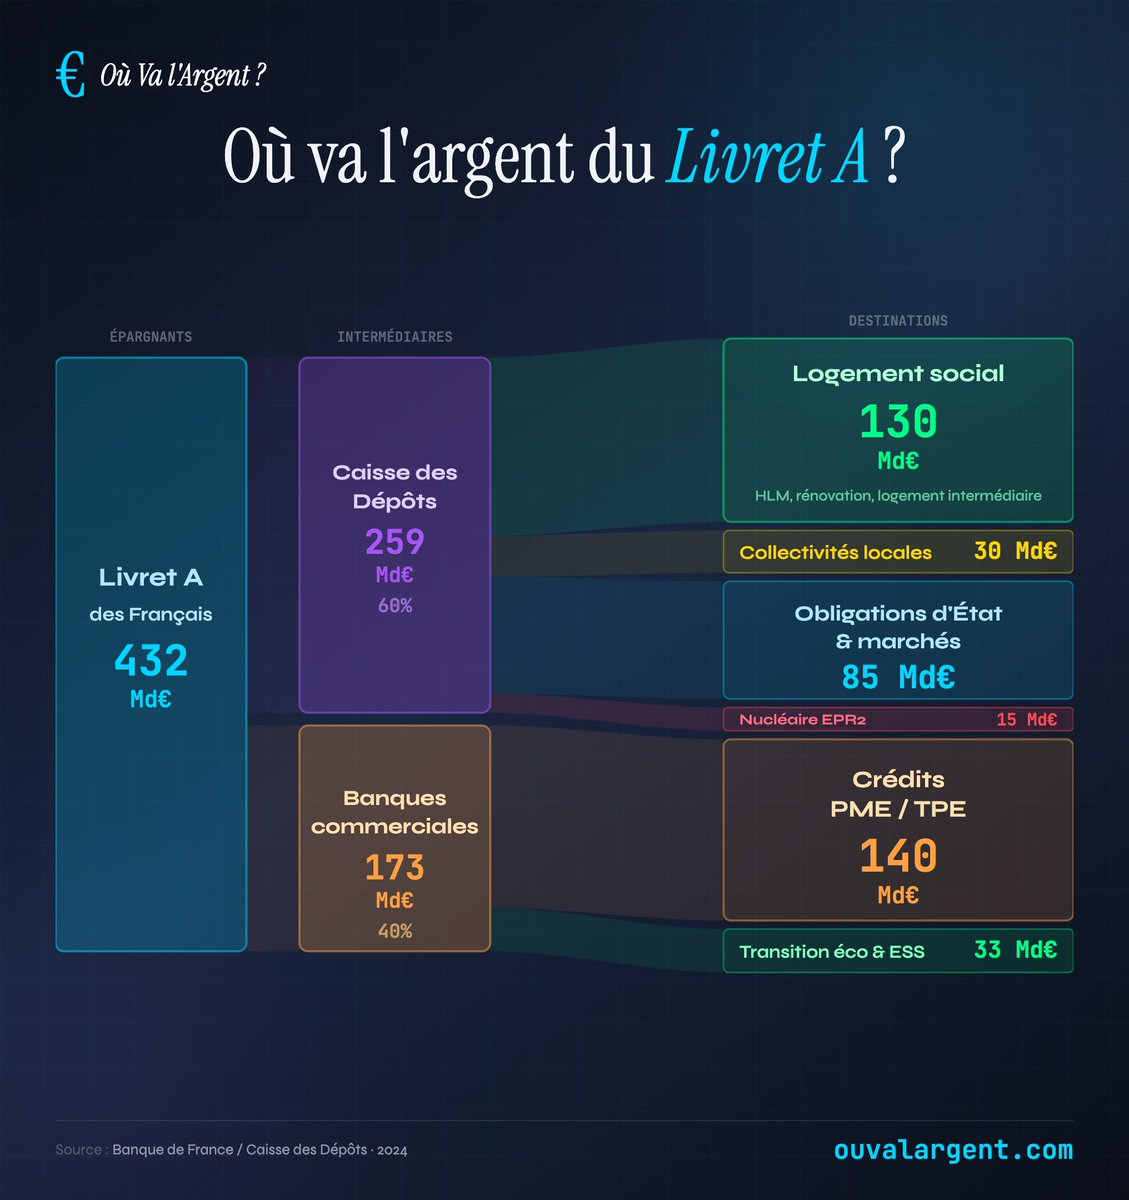 € Où Va l'Argent ?
Où va l'argent du Livret A ?
ÉPARGNANTS
Livret A
des Français
432
Md€
INTERMÉDIAIRES
Caisse des
Dépôts
259
Md€
60%
Banques
commerciales
173
Md€
40%
DESTINATIONS
Logement social
130
Md€
HLM, rénovation, logement intermédiaire
Collectivités locales 30 Md€
Obligations d'État
& marchés
85 Md€
Nucléaire EPR2 15 Md€
Crédits
PME / TPE
140
Md€
Transition éco & ESS 33 Md€
Source : Banque de France / Caisse des Dépôts · 2024
ouvalargent.com